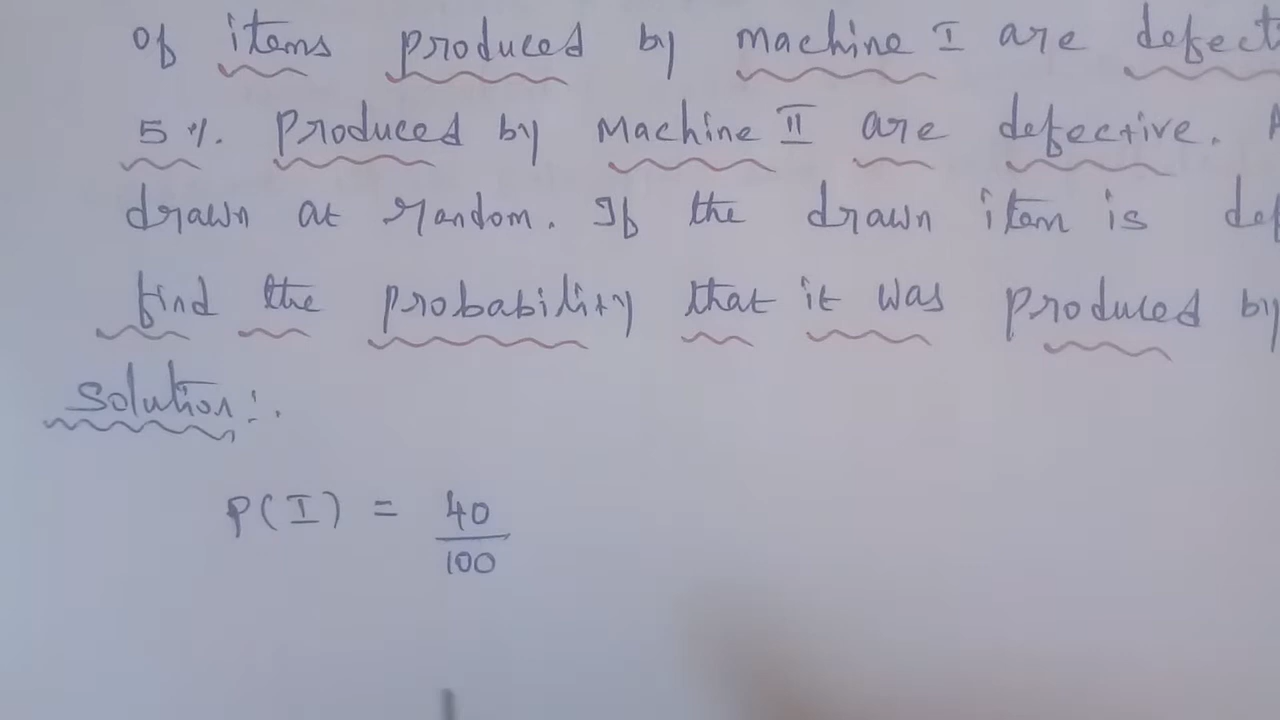 of items produced by machine I are defect
5%. Produced by Machine II are defective. A
drawn at random. If the drawn item is def
find the probability that it was produced by
Solution:.
P(I) = 40/100